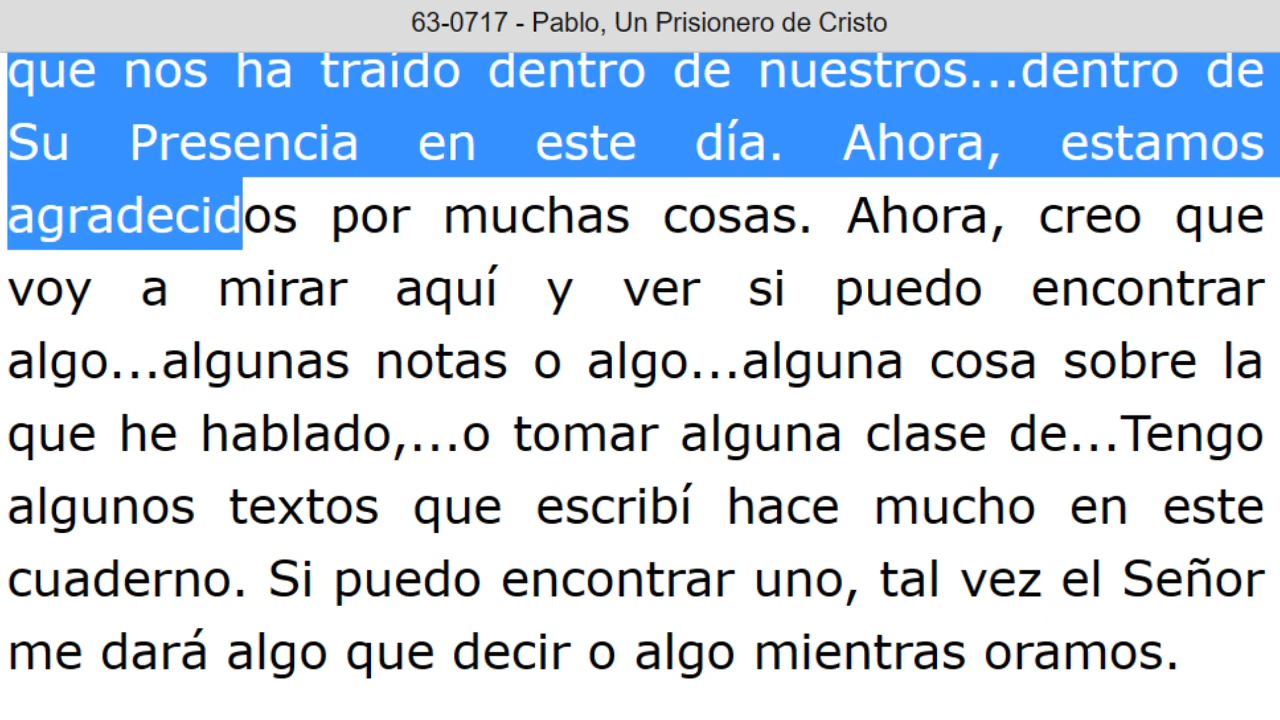 63-0717 - Pablo, Un Prisionero de Cristo
que nos ha traído dentro de nuestros...dentro de
Su Presencia en este día. Ahora, estamos
agradecidos por muchas cosas. Ahora, creo que
voy a mirar aquí y ver si puedo encontrar
algo...algunas notas o algo...alguna cosa sobre la
que he hablado,...o tomar alguna clase de...Tengo
algunos textos que escribí hace mucho en este
cuaderno. Si puedo encontrar uno, tal vez el Señor
me dará algo que decir o algo mientras oramos.